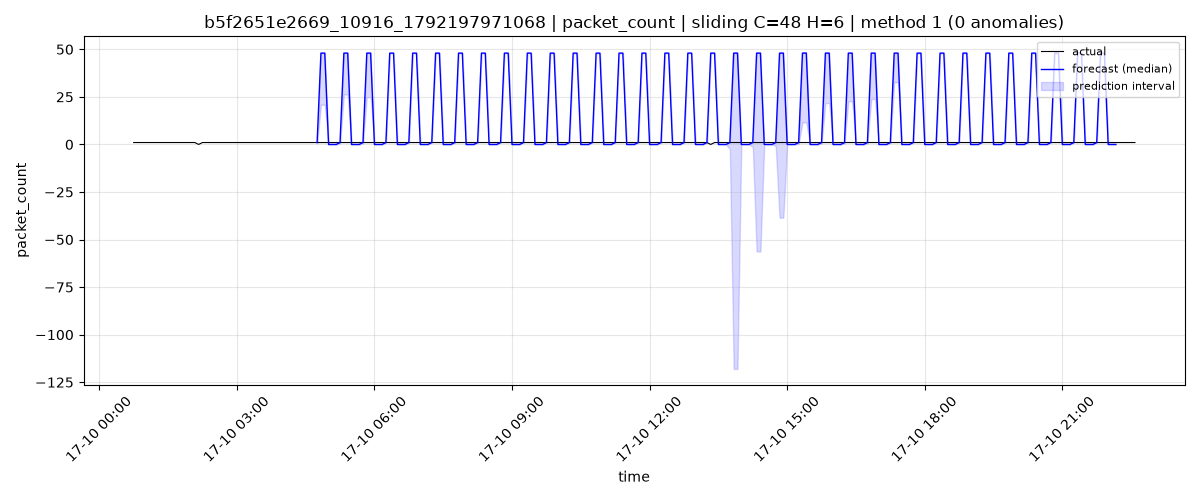 b5f2651e2669_10916_1792197971068 | packet_count | sliding C=48 H=6 | method 1 (0 anomalies)
actual
forecast (median)
prediction interval
50
25
0
−25
−50
−75
−100
−125
packet_count
17-10 00:00
17-10 03:00
17-10 06:00
17-10 09:00
17-10 12:00
17-10 15:00
17-10 18:00
17-10 21:00
time